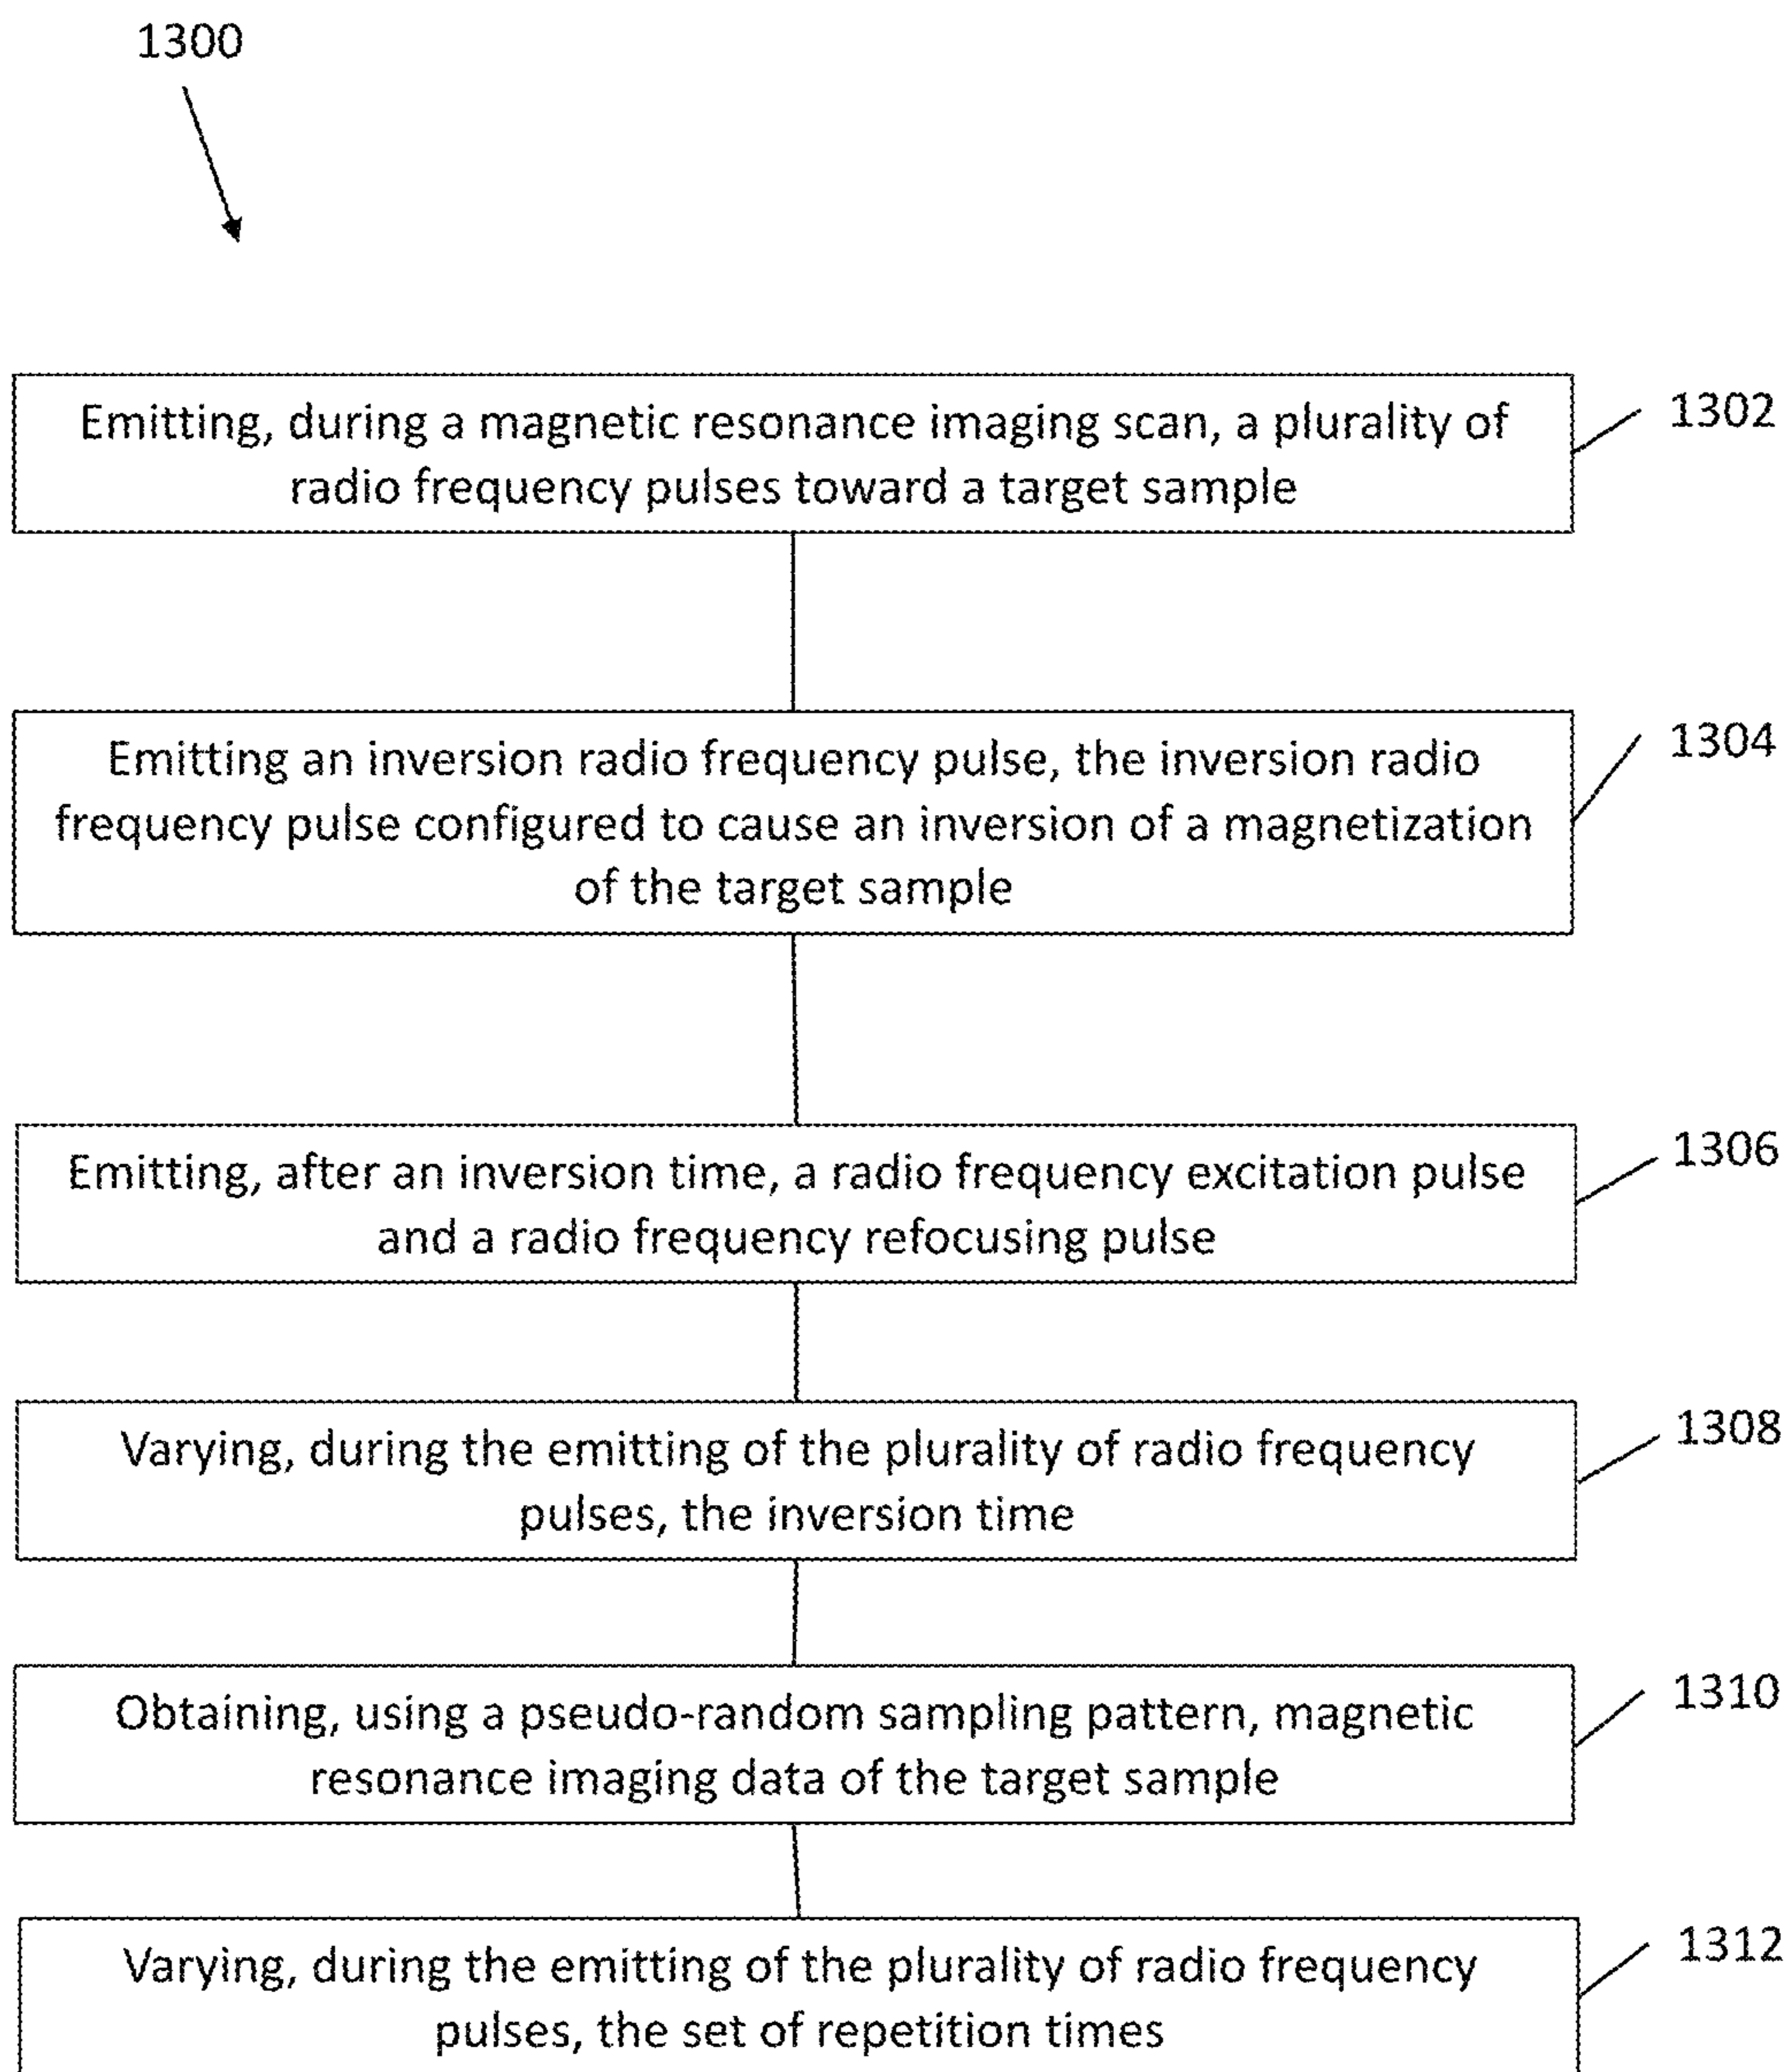 1300
Emitting, during a magnetic resonance imaging scan, a plurality of
radio frequency pulses toward a target sample
1302
Emitting an inversion radio frequency pulse, the inversion radio
frequency pulse configured to cause an inversion of a magnetization
of the target sample
1304
Emitting, after an inversion time, a radio frequency excitation pulse
and a radio frequency refocusing pulse
1306
Varying, during the emitting of the plurality of radio frequency
pulses, the inversion time
1308
Obtaining, using a pseudo-random sampling pattern, magnetic
resonance imaging data of the target sample
1310
Varying, during the emitting of the plurality of radio frequency
pulses, the set of repetition times
1312